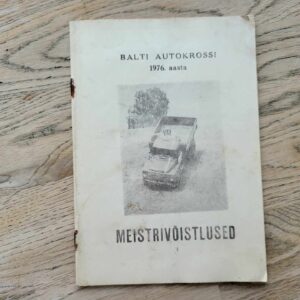 BALTI AUTOKROSSI
1976. aasta
MEISTRIVÕISTLUSED